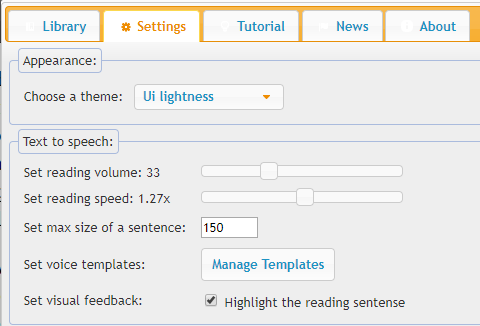 Library Settings Tutorial News About
Appearance:
Choose a theme: Ui lightness
Text to speech:
Set reading volume: 33
Set reading speed: 1.27x
Set max size of a sentence: 150
Set voice templates: Manage Templates
Set visual feedback: Highlight the reading sentense